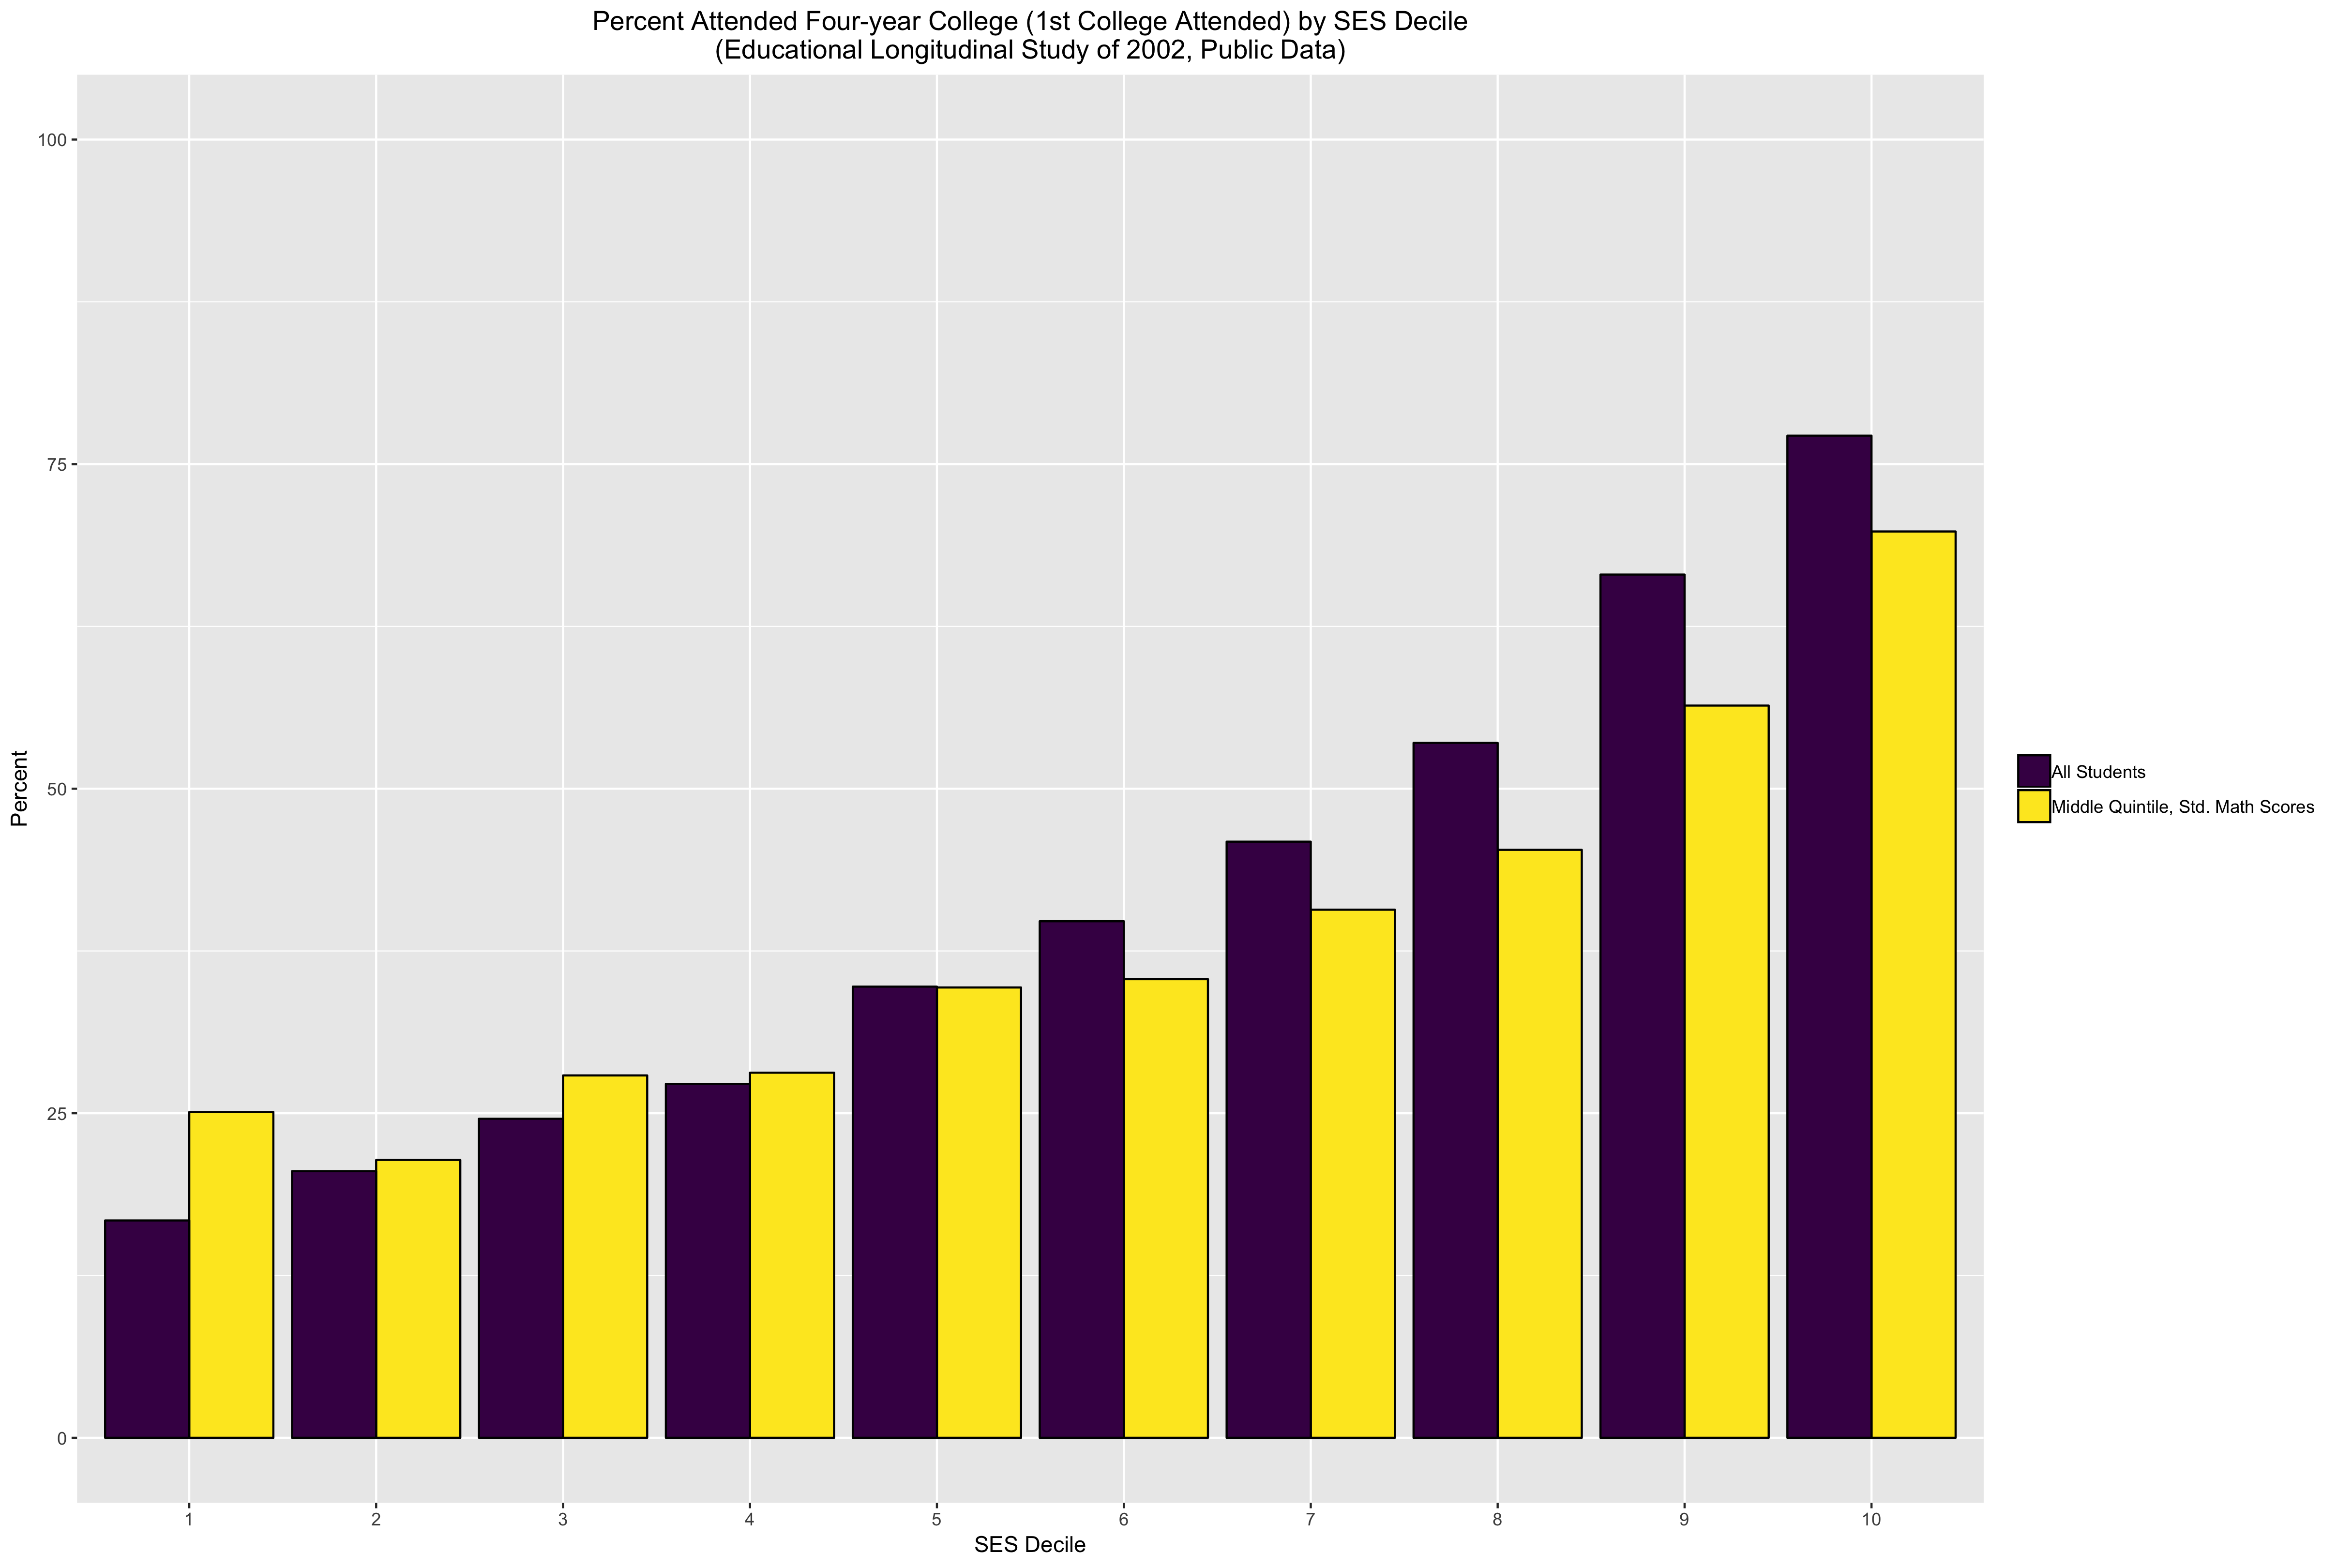 Percent Attended Four-year College (1st College Attended) by SES Decile
(Educational Longitudinal Study of 2002, Public Data)
100
75
50
25
0
Percent
1 2 3 4 5 6 7 8 9 10
SES Decile
All Students
Middle Quintile, Std. Math Scores